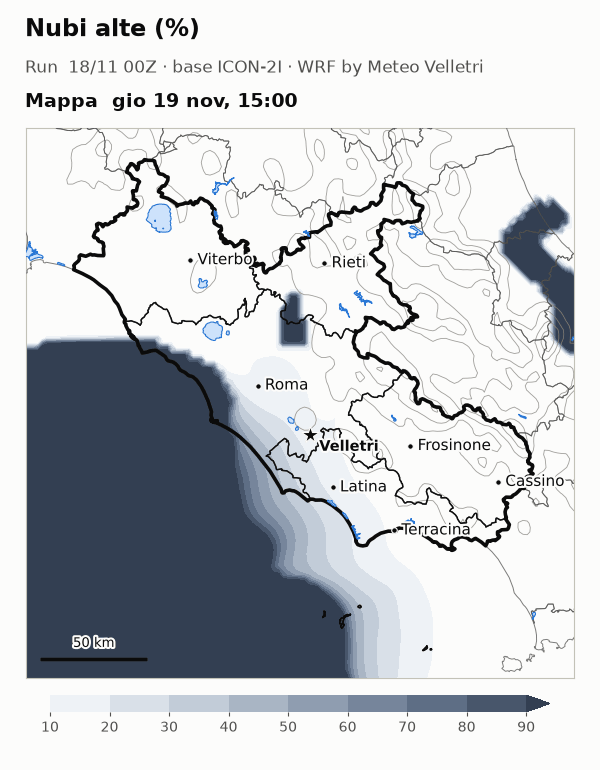 Nubi alte (%)
Run  18/11 00Z · base ICON-2I · WRF by Meteo Velletri
Mappa  gio 19 nov, 15:00
Viterbo
Rieti
Roma
Velletri
Frosinone
Cassino
Latina
Terracina
50 km
10 20 30 40 50 60 70 80 90